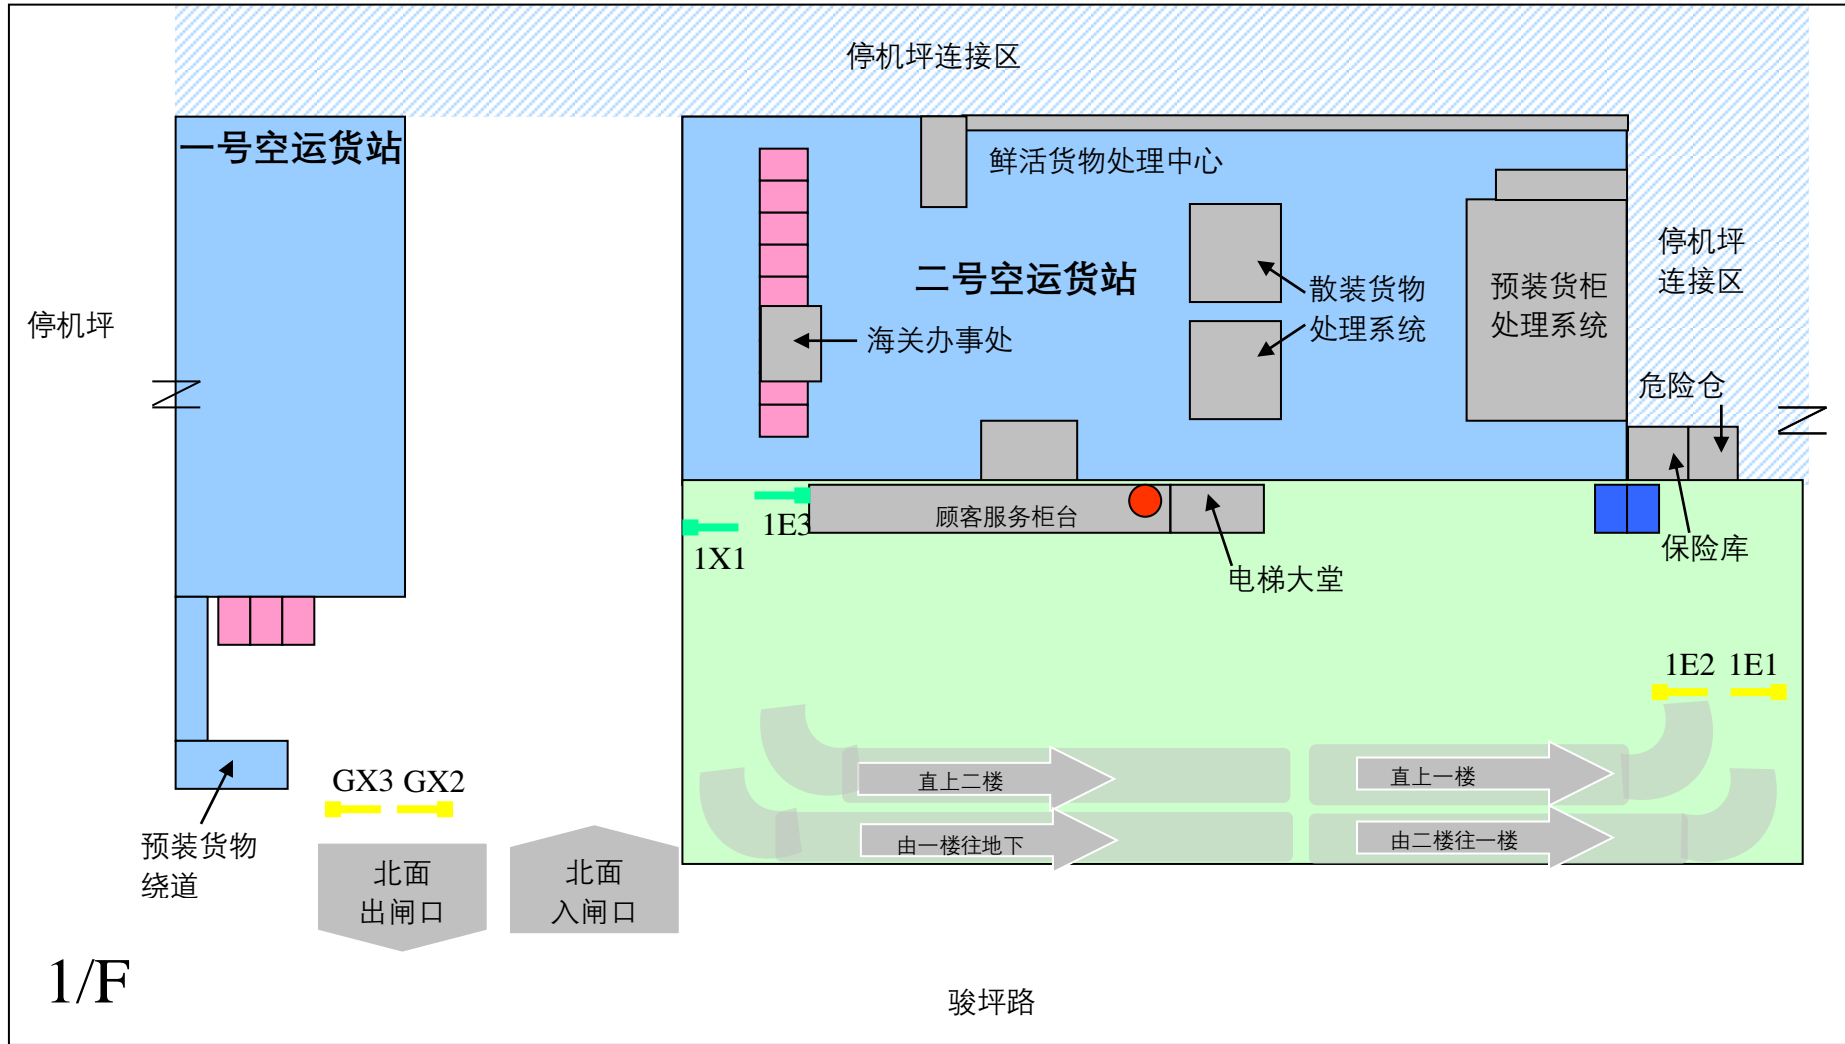 停机坪连接区
一号空运货站
鲜活货物处理中心
停机坪
连接区
二号空运货站
散装货物
处理系统
预装货柜
处理系统
停机坪
海关办事处
危险仓
1E3
顾客服务柜台
1X1
保险库
电梯大堂
1E2
1E1
GX3
GX2
直上二楼
直上一楼
由一楼往地下
由二楼往一楼
预装货物
绕道
北面
出闸口
北面
入闸口
1/F
骏坪路